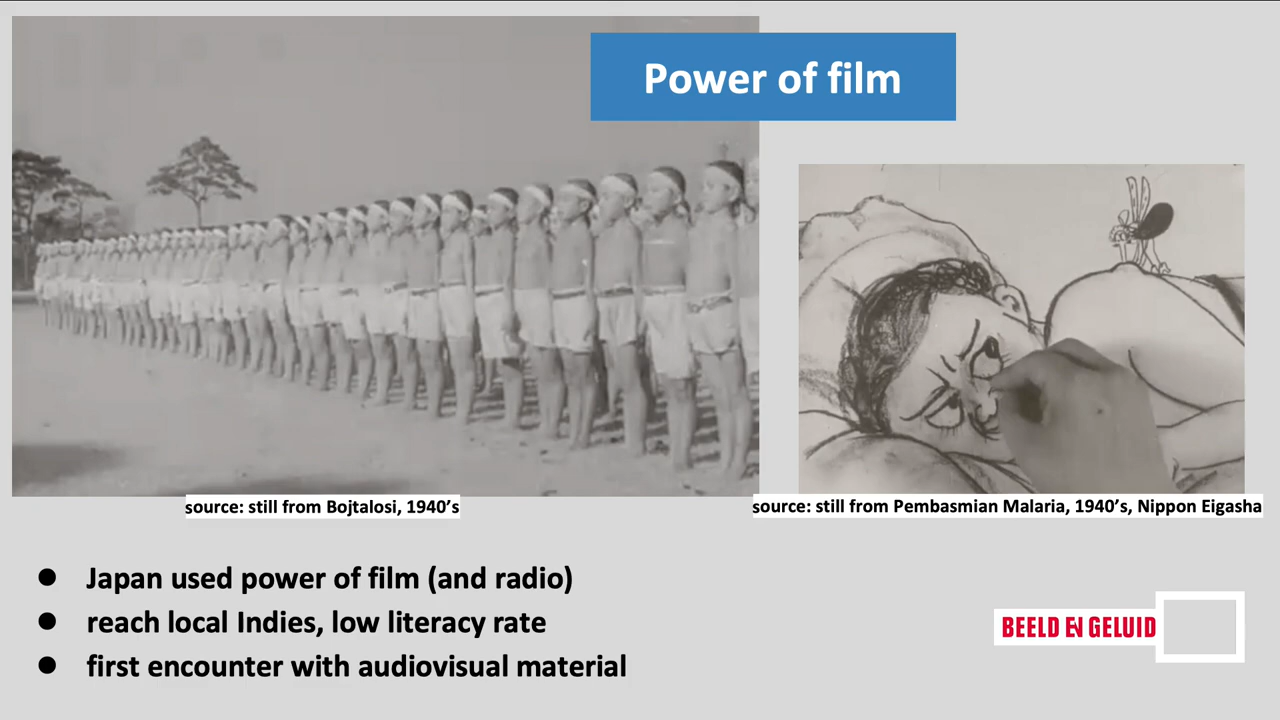 Power of film
source: still from Bojtalosi, 1940’s
source: still from Pembasmian Malaria, 1940’s, Nippon Eigasha
● Japan used power of film (and radio)
● reach local Indies, low literacy rate
● first encounter with audiovisual material
BEELD EN GELUID